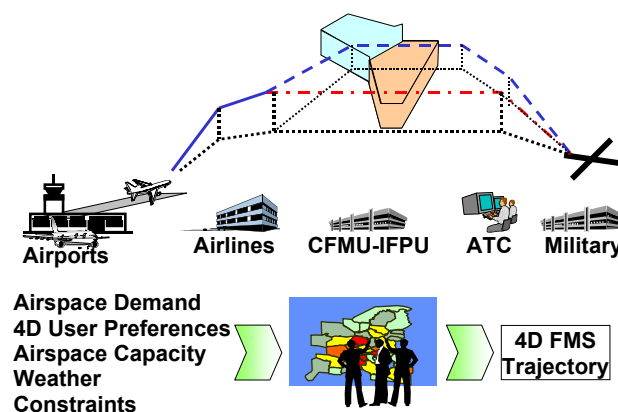 Airports
Airlines
CFMU-IFPU
ATC
Military
Airspace Demand
4D User Preferences
Airspace Capacity
Weather
Constraints
4D FMS
Trajectory